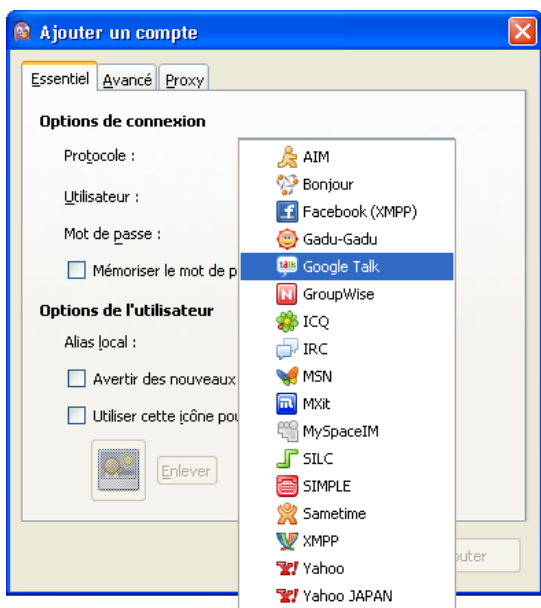 Ajouter un compte
Essentiel Avancé Proxy
Options de connexion
Protocole :
Utilisateur :
Mot de passe :
Mémoriser le mot de p
Options de l'utilisateur
Alias local :
Avertir des nouveaux
Utiliser cette icône pou
Enlever
AIM
Bonjour
Facebook (XMPP)
Gadu-Gadu
talk Google Talk
N GroupWise
ICQ
IRC
MSN
m MXit
MySpaceIM
SILC
SIMPLE
Sametime
XMPP
Y! Yahoo
Y! Yahoo JAPAN
outer